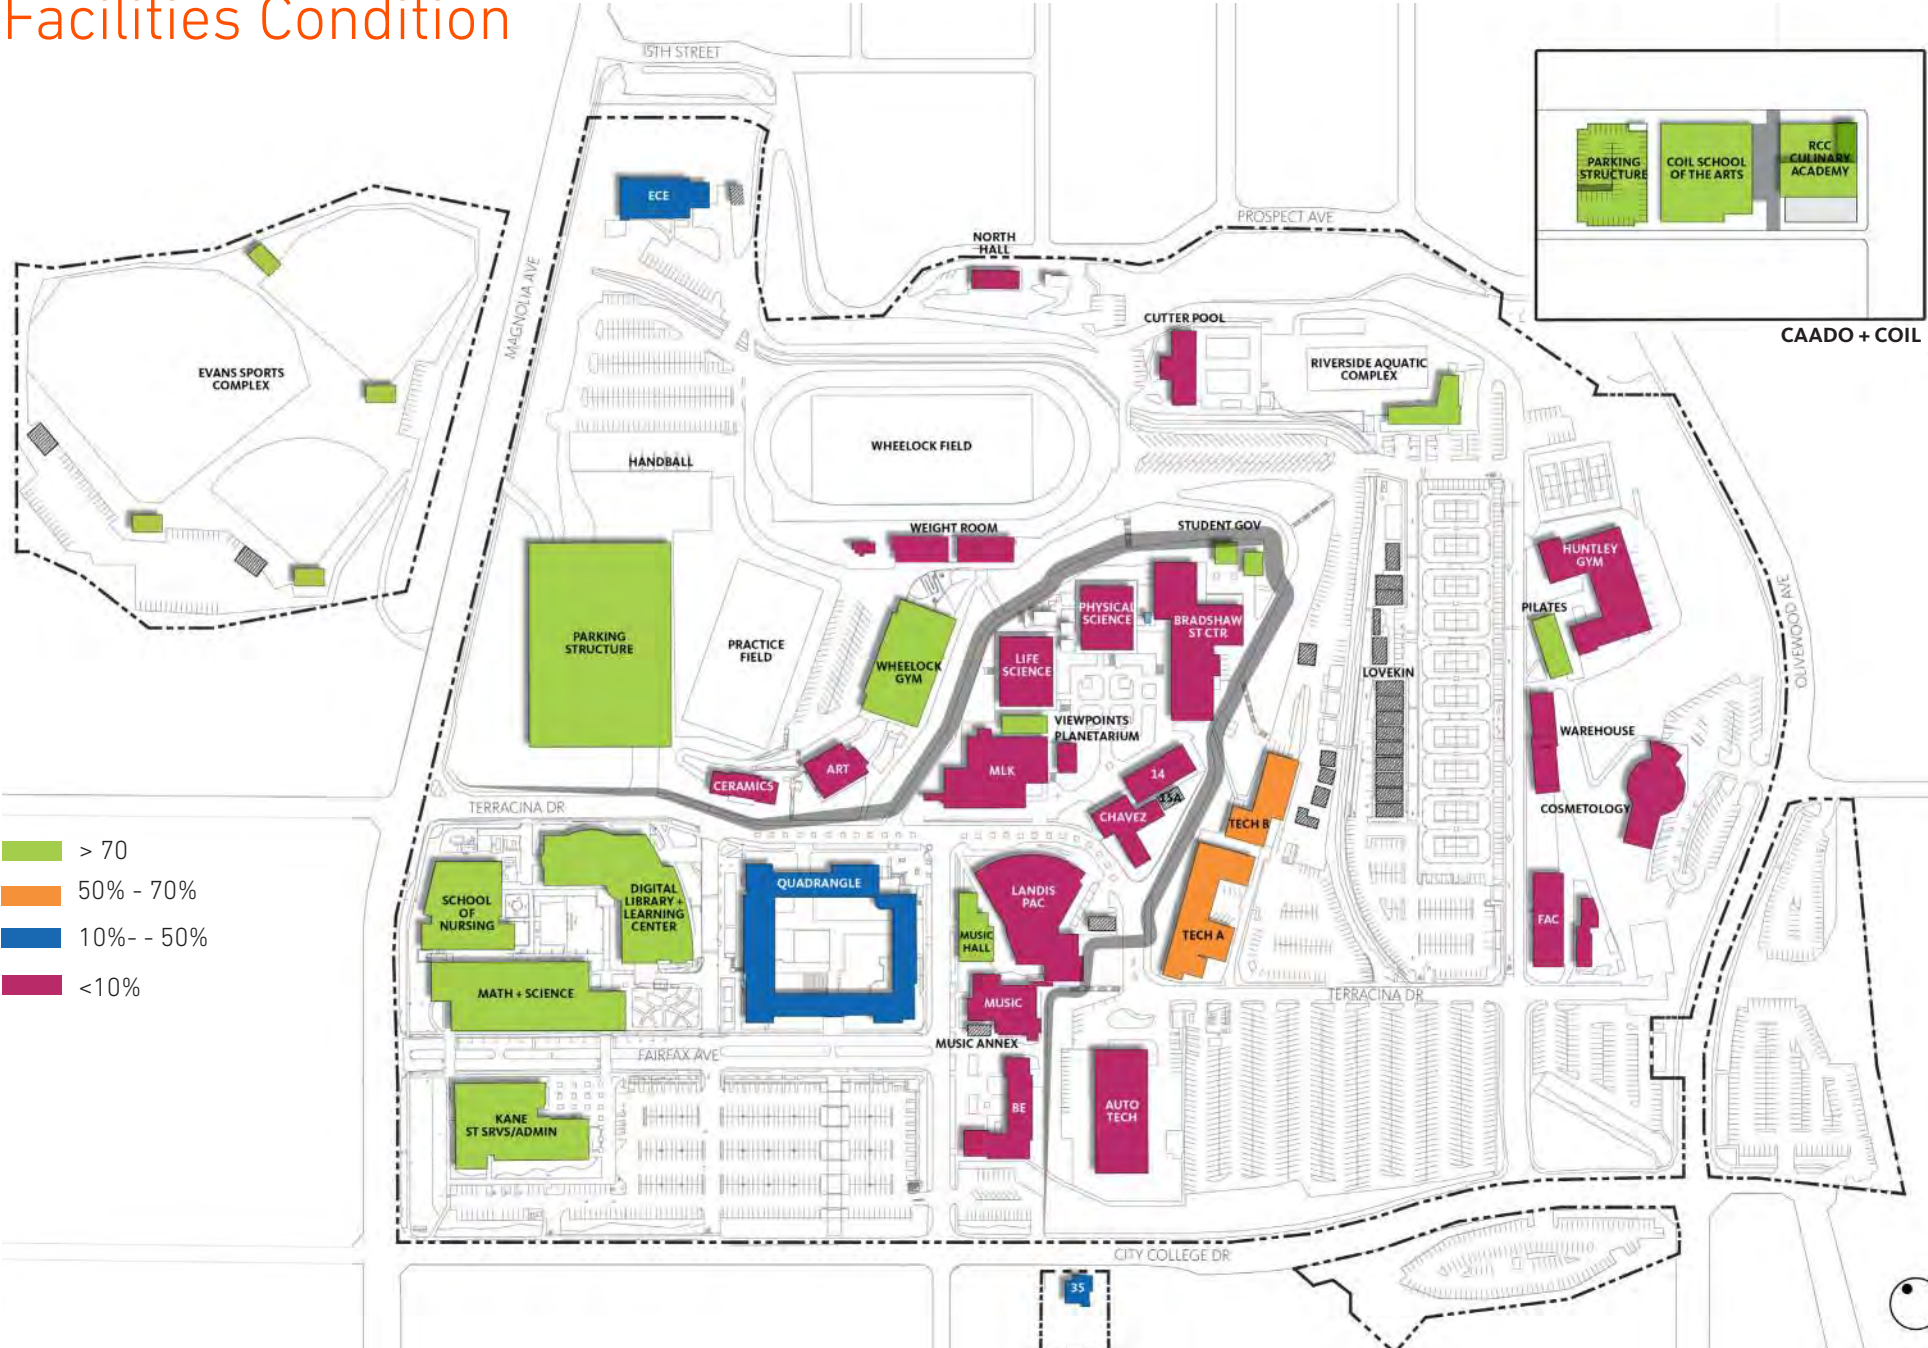 Facilities Condition
15TH STREET
PROSPECT AVE
MAGNOLIA AVE
OLIVEWOOD AVE
PARKING
STRUCTURE
COIL SCHOOL
OF THE ARTS
RCC
CULINARY
ACADEMY
CAADO + COIL
ECE
NORTH
HALL
CUTTER POOL
RIVERSIDE AQUATIC
COMPLEX
EVANS SPORTS
COMPLEX
WHEELOCK FIELD
HANDBALL
WEIGHT ROOM
STUDENT GOV
HUNTLEY
GYM
PILATES
PHYSICAL
SCIENCE
BRADSHAW
ST CTR
PARKING
STRUCTURE
PRACTICE
FIELD
WHEELOCK
GYM
LIFE
SCIENCE
LOVEKIN
VIEWPOINTS
PLANETARIUM
WAREHOUSE
ART
MLK
14
15A
CERAMICS
CHAVEZ
TECH B
COSMETOLOGY
TERRACINA DR
> 70
50% - 70%
10%- - 50%
<10%
SCHOOL
OF
NURSING
DIGITAL
LIBRARY +
LEARNING
CENTER
QUADRANGLE
LANDIS
PAC
MUSIC
HALL
TECH A
FAC
MATH + SCIENCE
MUSIC
TERRACINA DR
MUSIC ANNEX
FAIRFAX AVE
KANE
ST SRVS/ADMIN
BE
AUTO
TECH
CITY COLLEGE DR
35